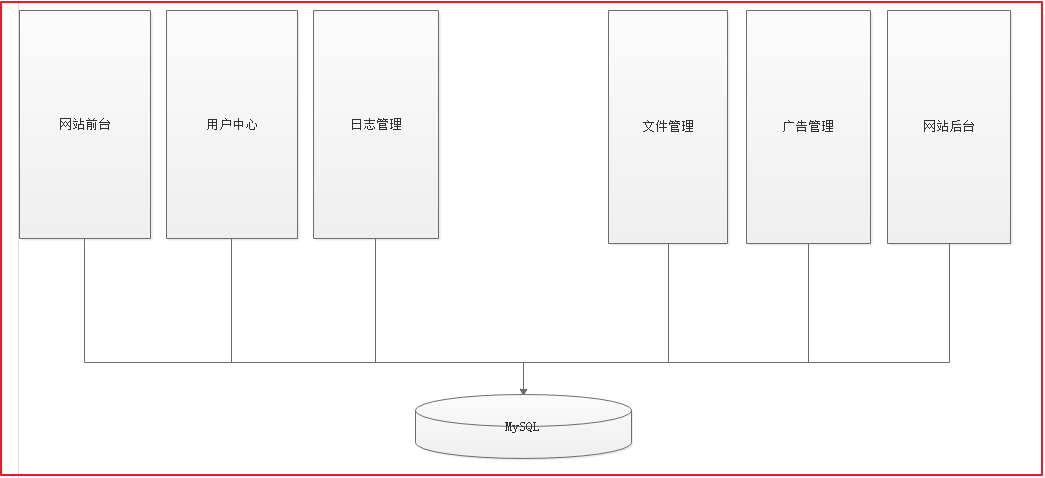 网站前台
用户中心
日志管理
文件管理
广告管理
网站后台
MySQL